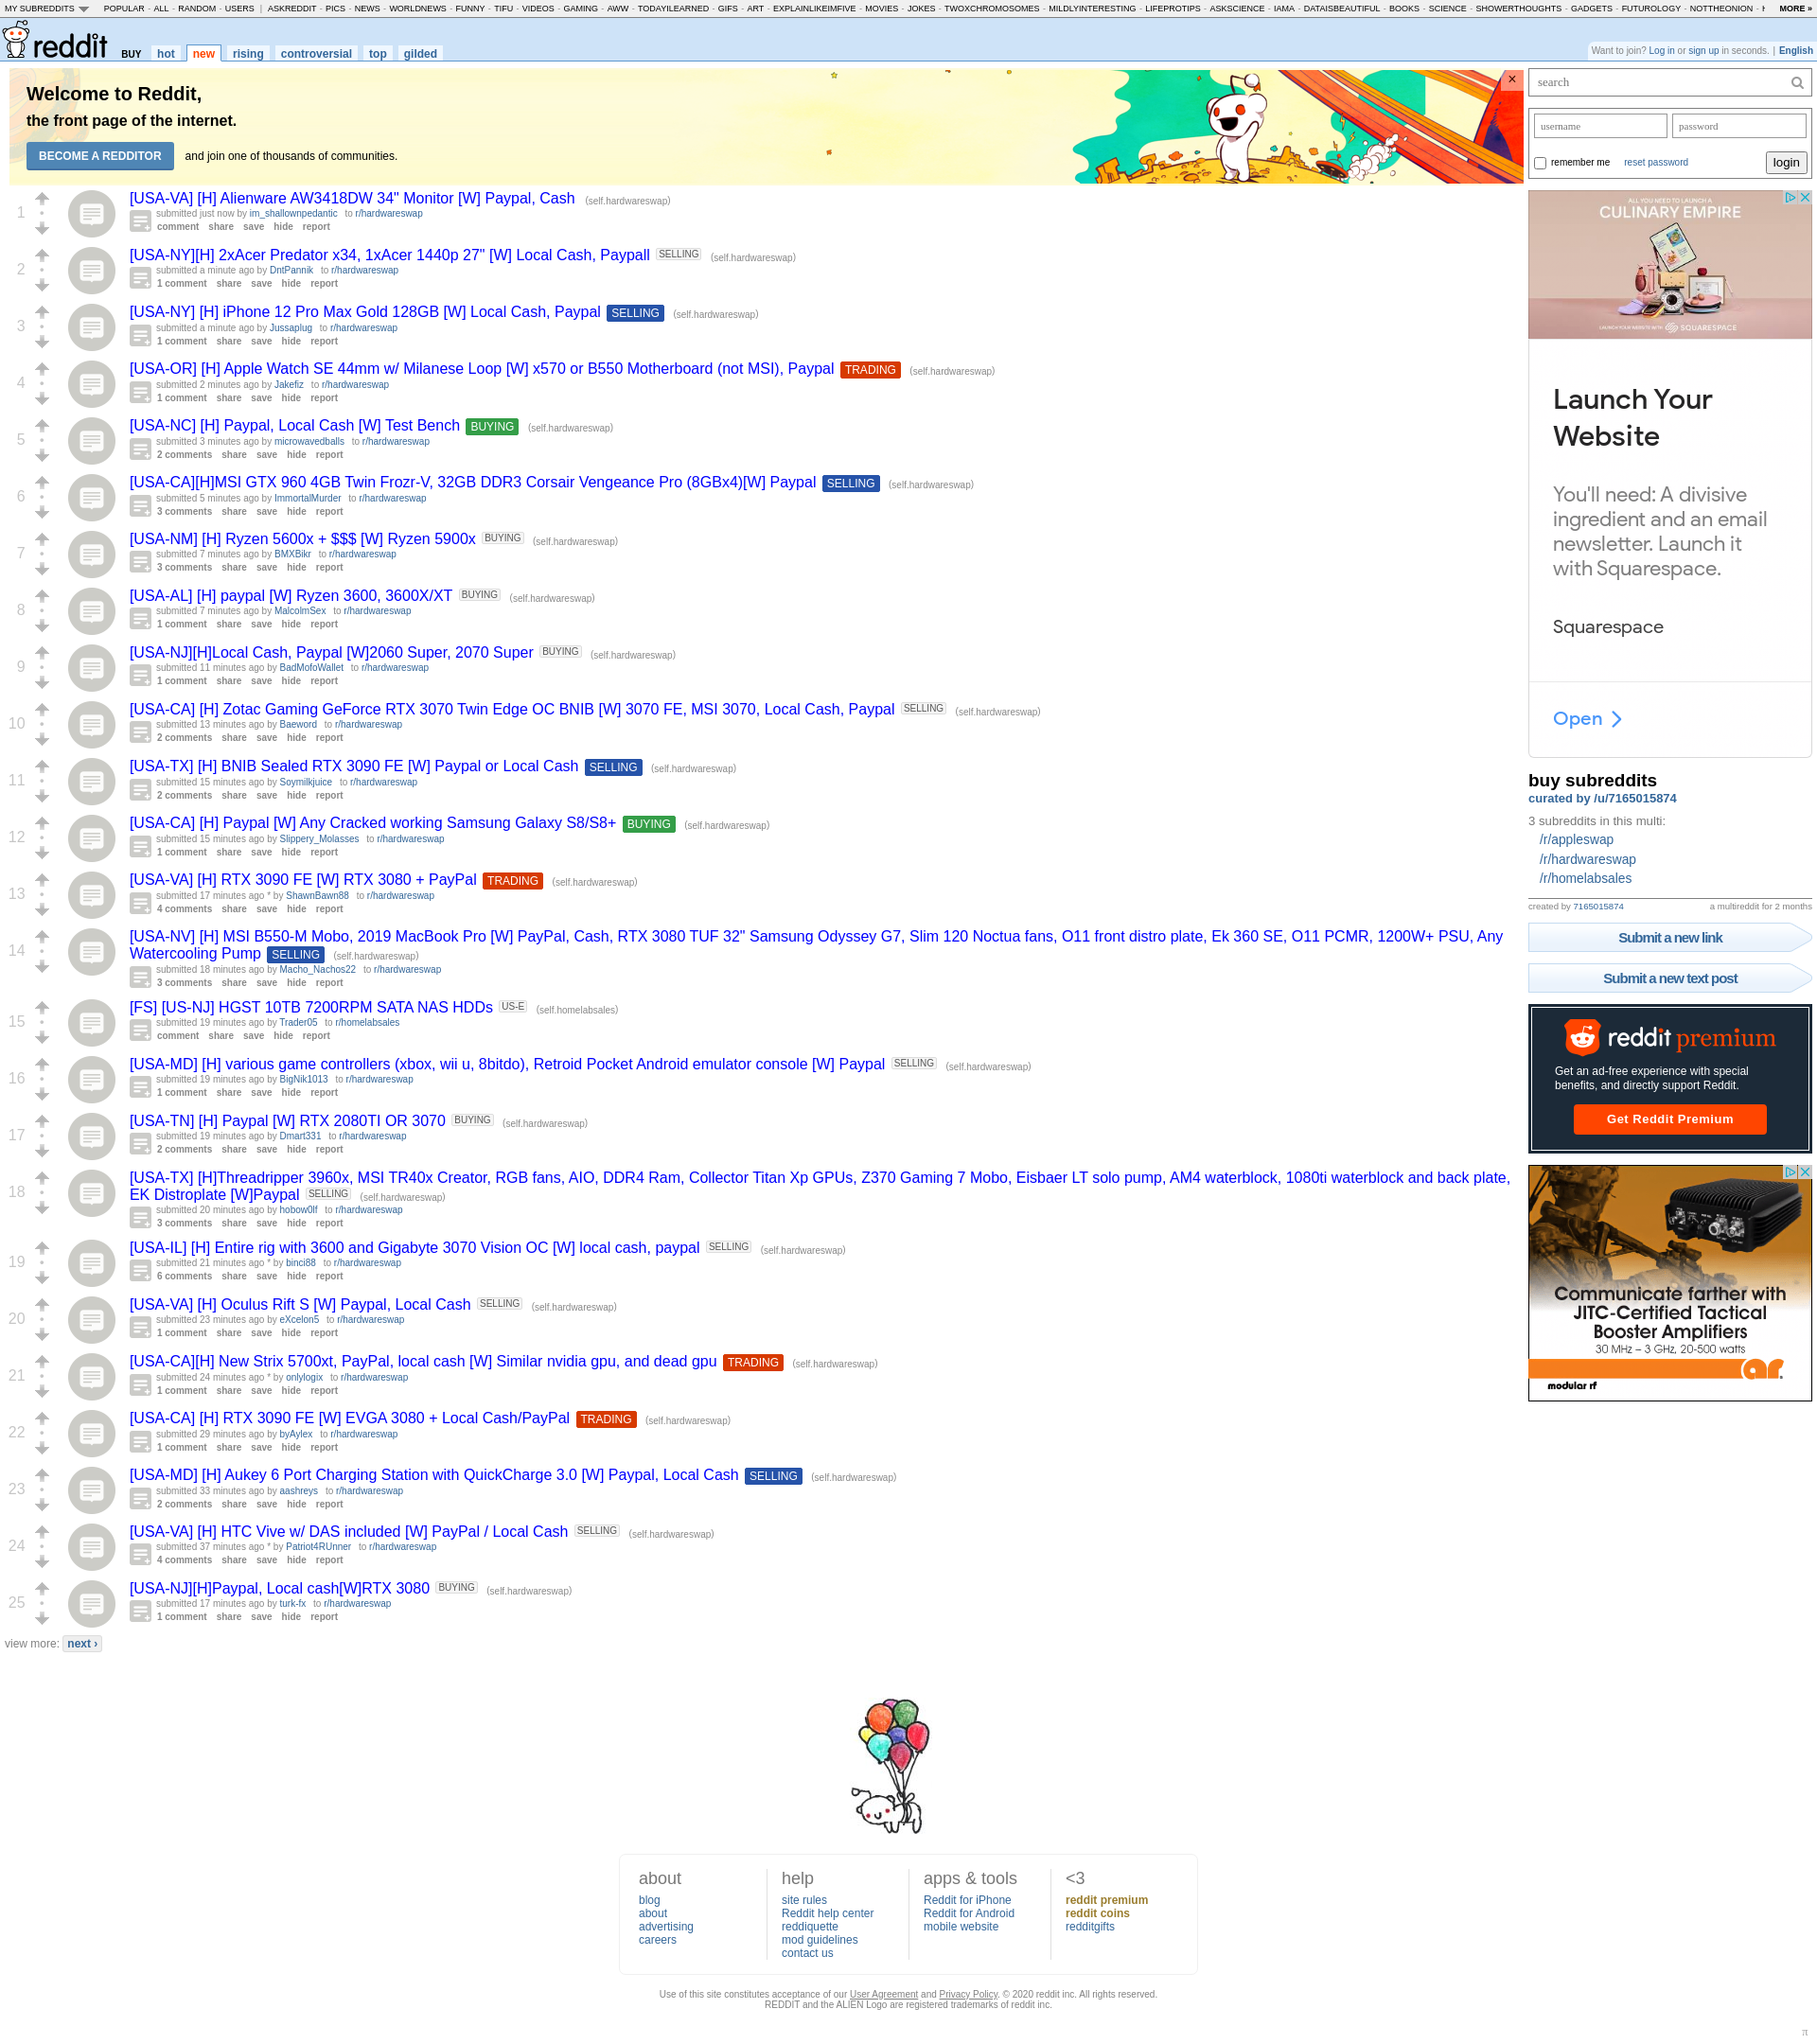 MY SUBREDDITS POPULAR - ALL - RANDOM - USERS | ASKREDDIT - PICS - NEWS - WORLDNEWS - FUNNY - TIFU - VIDEOS - GAMING - AWW - TODAYILEARNED - GIFS - ART - EXPLAINLIKEIMFIVE - MOVIES - JOKES - TWOXCHROMOSOMES - MILDLYINTERESTING - LIFEPROTIPS - ASKSCIENCE - IAMA - DATAISBEAUTIFUL - BOOKS - SCIENCE - SHOWERTHOUGHTS - GADGETS - FUTUROLOGY - NOTTHEONION - MORE »
reddit BUY hot new rising controversial top gilded
Want to join? Log in or sign up in seconds. | English
Welcome to Reddit,
the front page of the internet.
BECOME A REDDITOR and join one of thousands of communities.
1
[USA-VA] [H] Alienware AW3418DW 34" Monitor [W] Paypal, Cash (self.hardwareswap)
submitted just now by im_shallownpedantic to r/hardwareswap
comment share save hide report
2
[USA-NY][H] 2xAcer Predator x34, 1xAcer 1440p 27" [W] Local Cash, Paypall SELLING (self.hardwareswap)
submitted a minute ago by DntPannik to r/hardwareswap
1 comment share save hide report
3
[USA-NY] [H] iPhone 12 Pro Max Gold 128GB [W] Local Cash, Paypal SELLING (self.hardwareswap)
submitted a minute ago by Jussaplug to r/hardwareswap
1 comment share save hide report
4
[USA-OR] [H] Apple Watch SE 44mm w/ Milanese Loop [W] x570 or B550 Motherboard (not MSI), Paypal TRADING (self.hardwareswap)
submitted 2 minutes ago by Jakefiz to r/hardwareswap
1 comment share save hide report
5
[USA-NC] [H] Paypal, Local Cash [W] Test Bench BUYING (self.hardwareswap)
submitted 3 minutes ago by microwavedballs to r/hardwareswap
2 comments share save hide report
6
[USA-CA][H]MSI GTX 960 4GB Twin Frozr-V, 32GB DDR3 Corsair Vengeance Pro (8GBx4)[W] Paypal SELLING (self.hardwareswap)
submitted 5 minutes ago by ImmortalMurder to r/hardwareswap
3 comments share save hide report
7
[USA-NM] [H] Ryzen 5600x + $$$ [W] Ryzen 5900x BUYING (self.hardwareswap)
submitted 7 minutes ago by BMXBikr to r/hardwareswap
3 comments share save hide report
8
[USA-AL] [H] paypal [W] Ryzen 3600, 3600X/XT BUYING (self.hardwareswap)
submitted 7 minutes ago by MalcolmSex to r/hardwareswap
1 comment share save hide report
9
[USA-NJ][H]Local Cash, Paypal [W]2060 Super, 2070 Super BUYING (self.hardwareswap)
submitted 11 minutes ago by BadMofoWallet to r/hardwareswap
1 comment share save hide report
10
[USA-CA] [H] Zotac Gaming GeForce RTX 3070 Twin Edge OC BNIB [W] 3070 FE, MSI 3070, Local Cash, Paypal SELLING (self.hardwareswap)
submitted 13 minutes ago by Baeword to r/hardwareswap
2 comments share save hide report
11
[USA-TX] [H] BNIB Sealed RTX 3090 FE [W] Paypal or Local Cash SELLING (self.hardwareswap)
submitted 15 minutes ago by Soymilkjuice to r/hardwareswap
2 comments share save hide report
12
[USA-CA] [H] Paypal [W] Any Cracked working Samsung Galaxy S8/S8+ BUYING (self.hardwareswap)
submitted 15 minutes ago by Slippery_Molasses to r/hardwareswap
1 comment share save hide report
13
[USA-VA] [H] RTX 3090 FE [W] RTX 3080 + PayPal TRADING (self.hardwareswap)
submitted 17 minutes ago * by ShawnBawn88 to r/hardwareswap
4 comments share save hide report
14
[USA-NV] [H] MSI B550-M Mobo, 2019 MacBook Pro [W] PayPal, Cash, RTX 3080 TUF 32" Samsung Odyssey G7, Slim 120 Noctua fans, O11 front distro plate, Ek 360 SE, O11 PCMR, 1200W+ PSU, Any
Watercooling Pump SELLING (self.hardwareswap)
submitted 18 minutes ago by Macho_Nachos22 to r/hardwareswap
3 comments share save hide report
15
[FS] [US-NJ] HGST 10TB 7200RPM SATA NAS HDDs US-E (self.homelabsales)
submitted 19 minutes ago by Trader05 to r/homelabsales
comment share save hide report
16
[USA-MD] [H] various game controllers (xbox, wii u, 8bitdo), Retroid Pocket Android emulator console [W] Paypal SELLING (self.hardwareswap)
submitted 19 minutes ago by BigNik1013 to r/hardwareswap
1 comment share save hide report
17
[USA-TN] [H] Paypal [W] RTX 2080TI OR 3070 BUYING (self.hardwareswap)
submitted 19 minutes ago by Dmart331 to r/hardwareswap
2 comments share save hide report
18
[USA-TX] [H]Threadripper 3960x, MSI TR40x Creator, RGB fans, AIO, DDR4 Ram, Collector Titan Xp GPUs, Z370 Gaming 7 Mobo, Eisbaer LT solo pump, AM4 waterblock, 1080ti waterblock and back plate,
EK Distroplate [W]Paypal SELLING (self.hardwareswap)
submitted 20 minutes ago by hobow0lf to r/hardwareswap
3 comments share save hide report
19
[USA-IL] [H] Entire rig with 3600 and Gigabyte 3070 Vision OC [W] local cash, paypal SELLING (self.hardwareswap)
submitted 21 minutes ago * by binci88 to r/hardwareswap
6 comments share save hide report
20
[USA-VA] [H] Oculus Rift S [W] Paypal, Local Cash SELLING (self.hardwareswap)
submitted 23 minutes ago by eXcelon5 to r/hardwareswap
1 comment share save hide report
21
[USA-CA][H] New Strix 5700xt, PayPal, local cash [W] Similar nvidia gpu, and dead gpu TRADING (self.hardwareswap)
submitted 24 minutes ago * by onlylogix to r/hardwareswap
1 comment share save hide report
22
[USA-CA] [H] RTX 3090 FE [W] EVGA 3080 + Local Cash/PayPal TRADING (self.hardwareswap)
submitted 29 minutes ago by byAylex to r/hardwareswap
1 comment share save hide report
23
[USA-MD] [H] Aukey 6 Port Charging Station with QuickCharge 3.0 [W] Paypal, Local Cash SELLING (self.hardwareswap)
submitted 33 minutes ago by aashreys to r/hardwareswap
2 comments share save hide report
24
[USA-VA] [H] HTC Vive w/ DAS included [W] PayPal / Local Cash SELLING (self.hardwareswap)
submitted 37 minutes ago * by Patriot4RUnner to r/hardwareswap
4 comments share save hide report
25
[USA-NJ][H]Paypal, Local cash[W]RTX 3080 BUYING (self.hardwareswap)
submitted 17 minutes ago by turk-fx to r/hardwareswap
1 comment share save hide report
view more: next ›
search
username password
remember me reset password login
ALL YOU NEED TO LAUNCH A
CULINARY EMPIRE
LAUNCH YOUR WEBSITE WITH SQUARESPACE
Launch Your
Website
You'll need: A divisive
ingredient and an email
newsletter. Launch it
with Squarespace.
Squarespace
Open
buy subreddits
curated by /u/7165015874
3 subreddits in this multi:
/r/appleswap
/r/hardwareswap
/r/homelabsales
created by 7165015874 a multireddit for 2 months
Submit a new link
Submit a new text post
reddit premium
Get an ad-free experience with special
benefits, and directly support Reddit.
Get Reddit Premium
Communicate farther with
JITC-Certified Tactical
Booster Amplifiers
30 MHz – 3 GHz, 20-500 watts
ar
modular rf
about
blog
about
advertising
careers
help
site rules
Reddit help center
reddiquette
mod guidelines
contact us
apps & tools
Reddit for iPhone
Reddit for Android
mobile website
<3
reddit premium
reddit coins
redditgifts
Use of this site constitutes acceptance of our User Agreement and Privacy Policy. © 2020 reddit inc. All rights reserved.
REDDIT and the ALIEN Logo are registered trademarks of reddit inc.
π